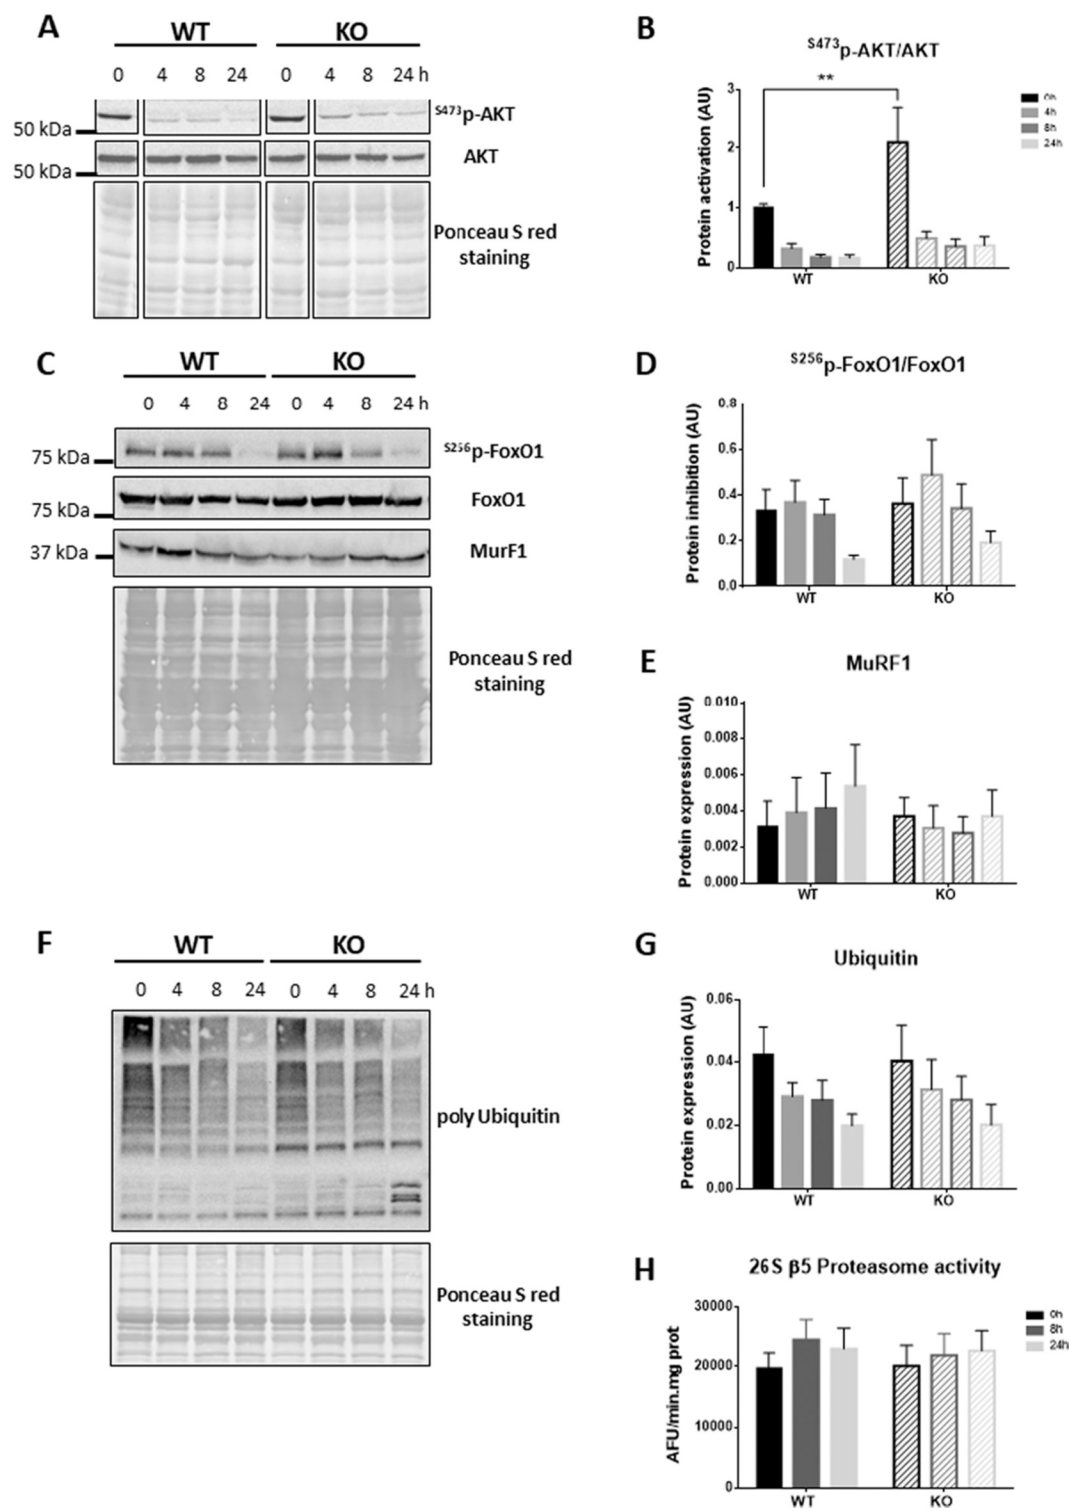 A
WT KO
0 4 8 24 0 4 8 24 h
S473p-AKT
50 kDa
AKT
50 kDa
Ponceau S red
staining
B
S473p-AKT/AKT
**
Protein activation (AU)
3
2
1
0
WT KO
0h
4h
8h
24h
C
WT KO
0 4 8 24 0 4 8 24 h
S256p-FoxO1
75 kDa
FoxO1
75 kDa
MurF1
37 kDa
Ponceau S red
staining
D
S256p-FoxO1/FoxO1
Protein inhibition (AU)
0.8
0.6
0.4
0.2
0.0
WT KO
E
MuRF1
Protein expression (AU)
0.010
0.008
0.006
0.004
0.002
0.000
WT KO
F
WT KO
0 4 8 24 0 4 8 24 h
poly Ubiquitin
Ponceau S red
staining
G
Ubiquitin
Protein expression (AU)
0.06
0.04
0.02
0.00
WT KO
H
26S β5 Proteasome activity
AFU/min.mg prot
30000
20000
10000
0
WT KO
0h
8h
24h